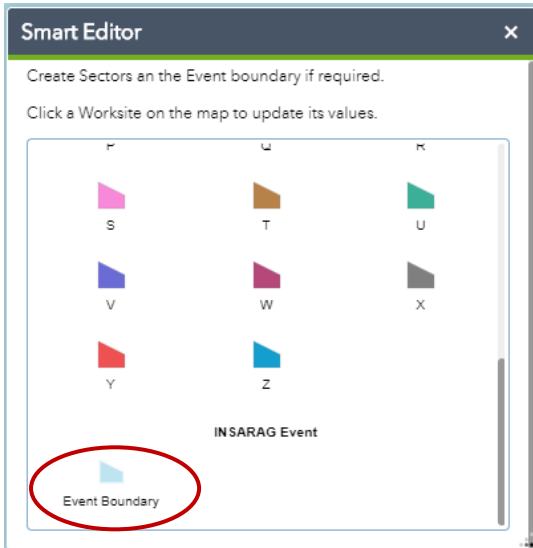 Smart Editor ×
Create Sectors an the Event boundary if required.
Click a Worksite on the map to update its values.
P Q R
S T U
V W X
Y Z
INSARAG Event
Event Boundary